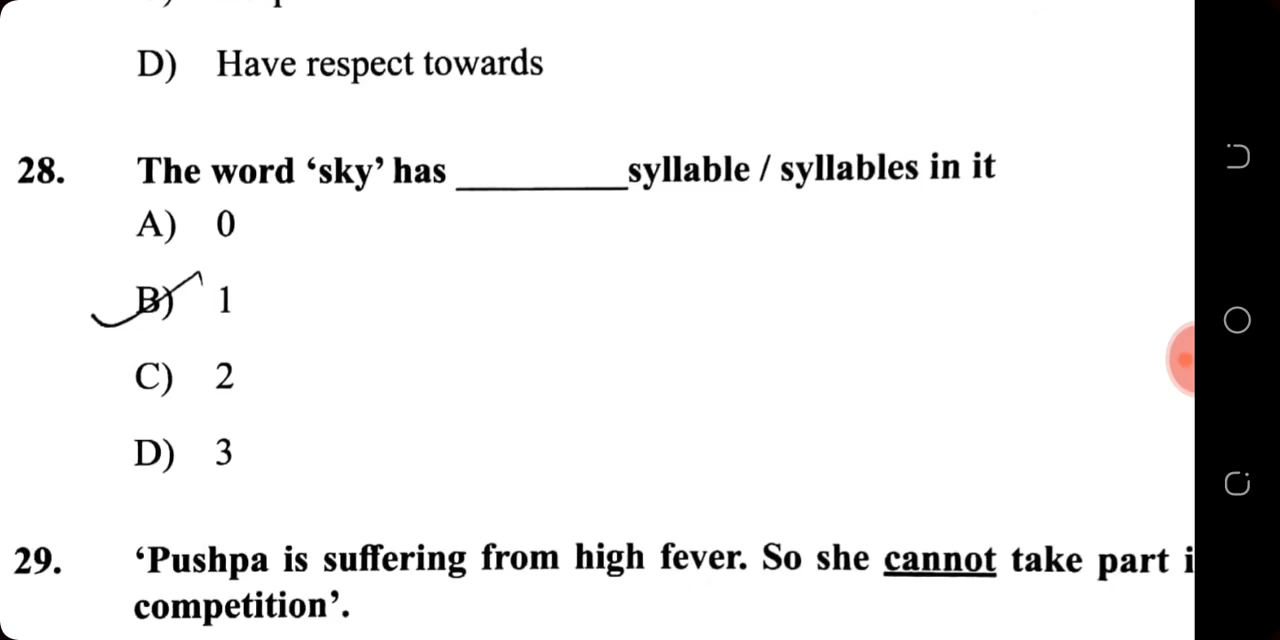 D) Have respect towards
28. The word ‘sky’ has __________syllable / syllables in it
A) 0
B) 1
C) 2
D) 3
29. ‘Pushpa is suffering from high fever. So she cannot take part i
competition’.